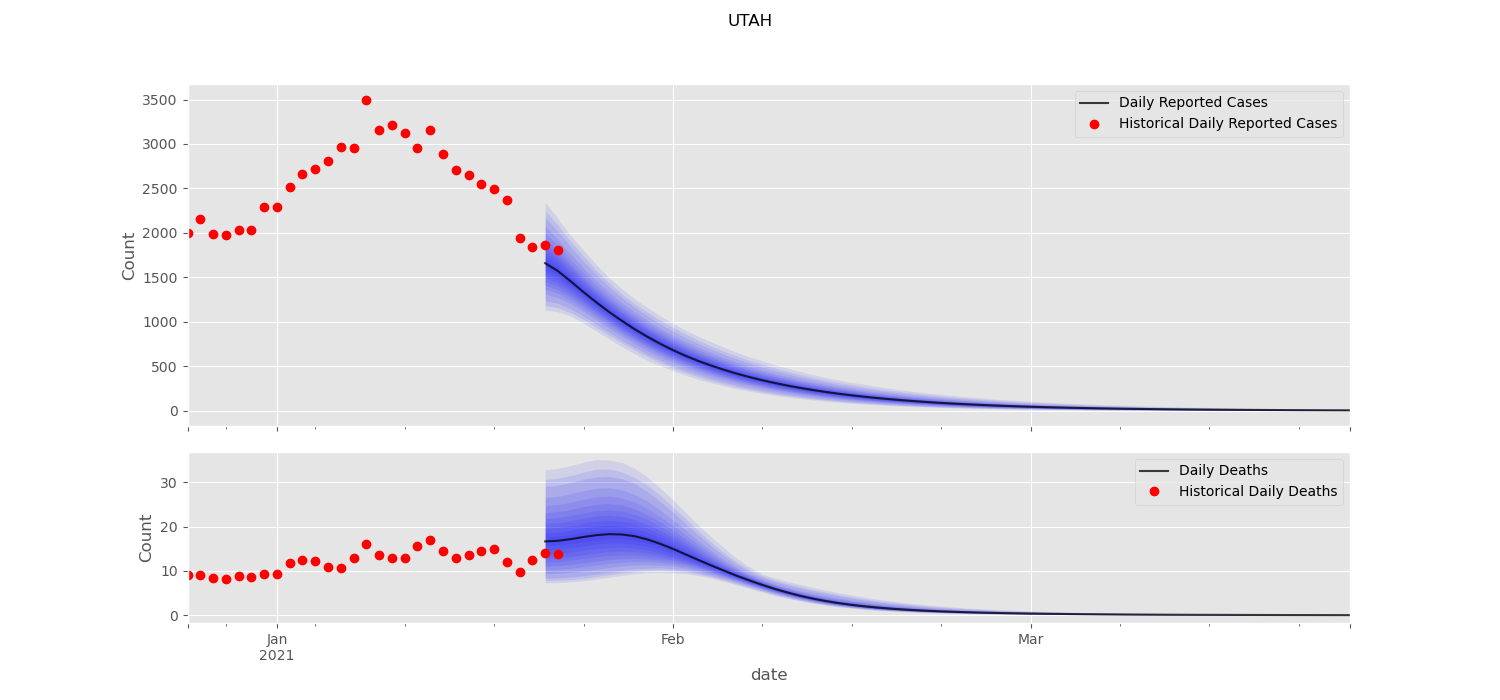 UTAH
3500
3000
2500
2000
1500
1000
500
0
Count
Daily Reported Cases
Historical Daily Reported Cases
30
20
10
0
Count
Daily Deaths
Historical Daily Deaths
Jan
2021
Feb
Mar
date